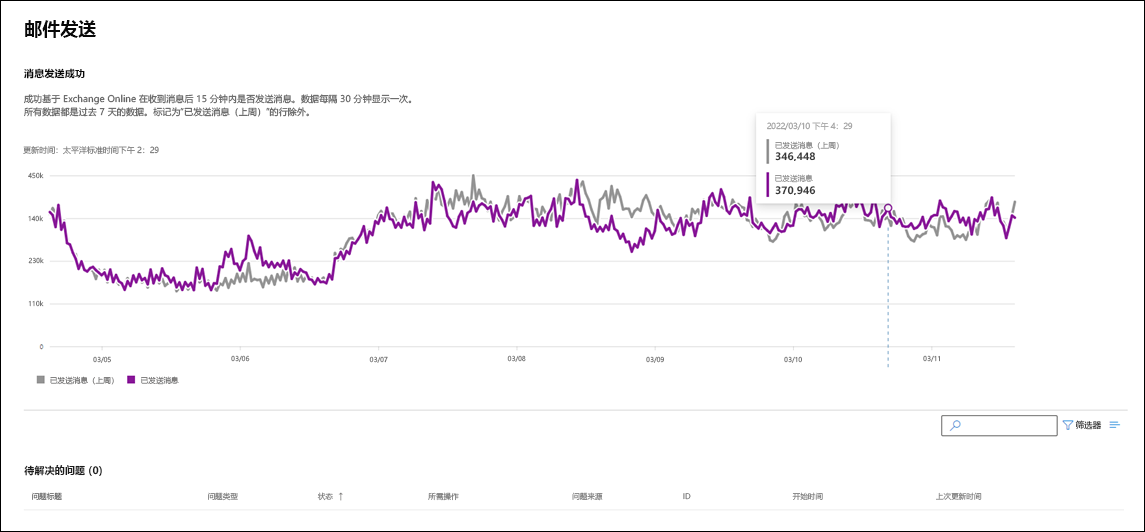 邮件发送
消息发送成功
成功基于 Exchange Online 在收到消息后 15 分钟内是否发送消息。数据每隔 30 分钟显示一次。
所有数据都是过去 7 天的数据。标记为"已发送消息（上周）"的行除外。
更新时间：太平洋标准时间下午 2：29
2022/03/10 下午 4：29
已发送消息（上周）
346,448
已发送消息
370,946
450k
140k
230k
110k
0
03/05 03/06 03/07 03/08 03/09 03/10 03/11
已发送消息（上周） 已发送消息
筛选器
待解决的问题 (0)
问题标题 问题类型 状态 ↑ 所需操作 问题来源 ID 开始时间 上次更新时间